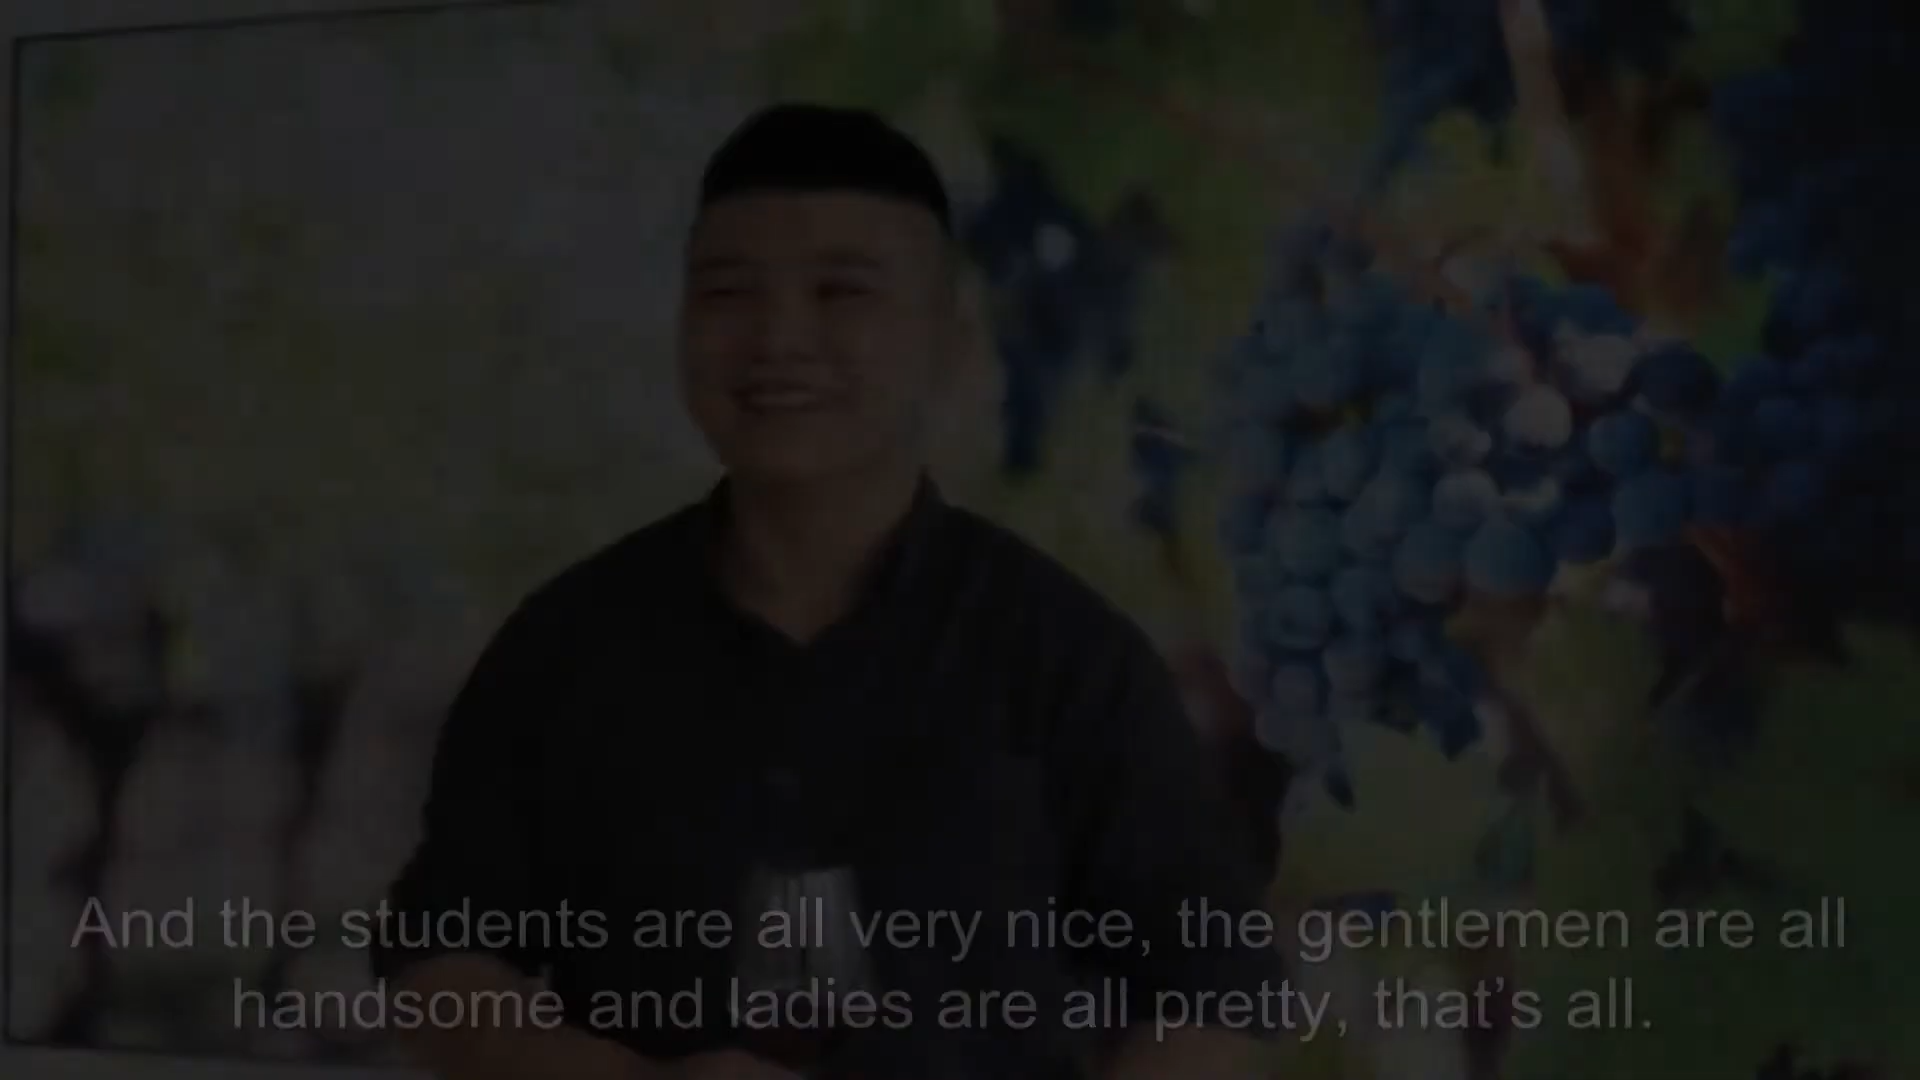 And the students are all very nice, the gentlemen are all
handsome and ladies are all pretty, that’s all.